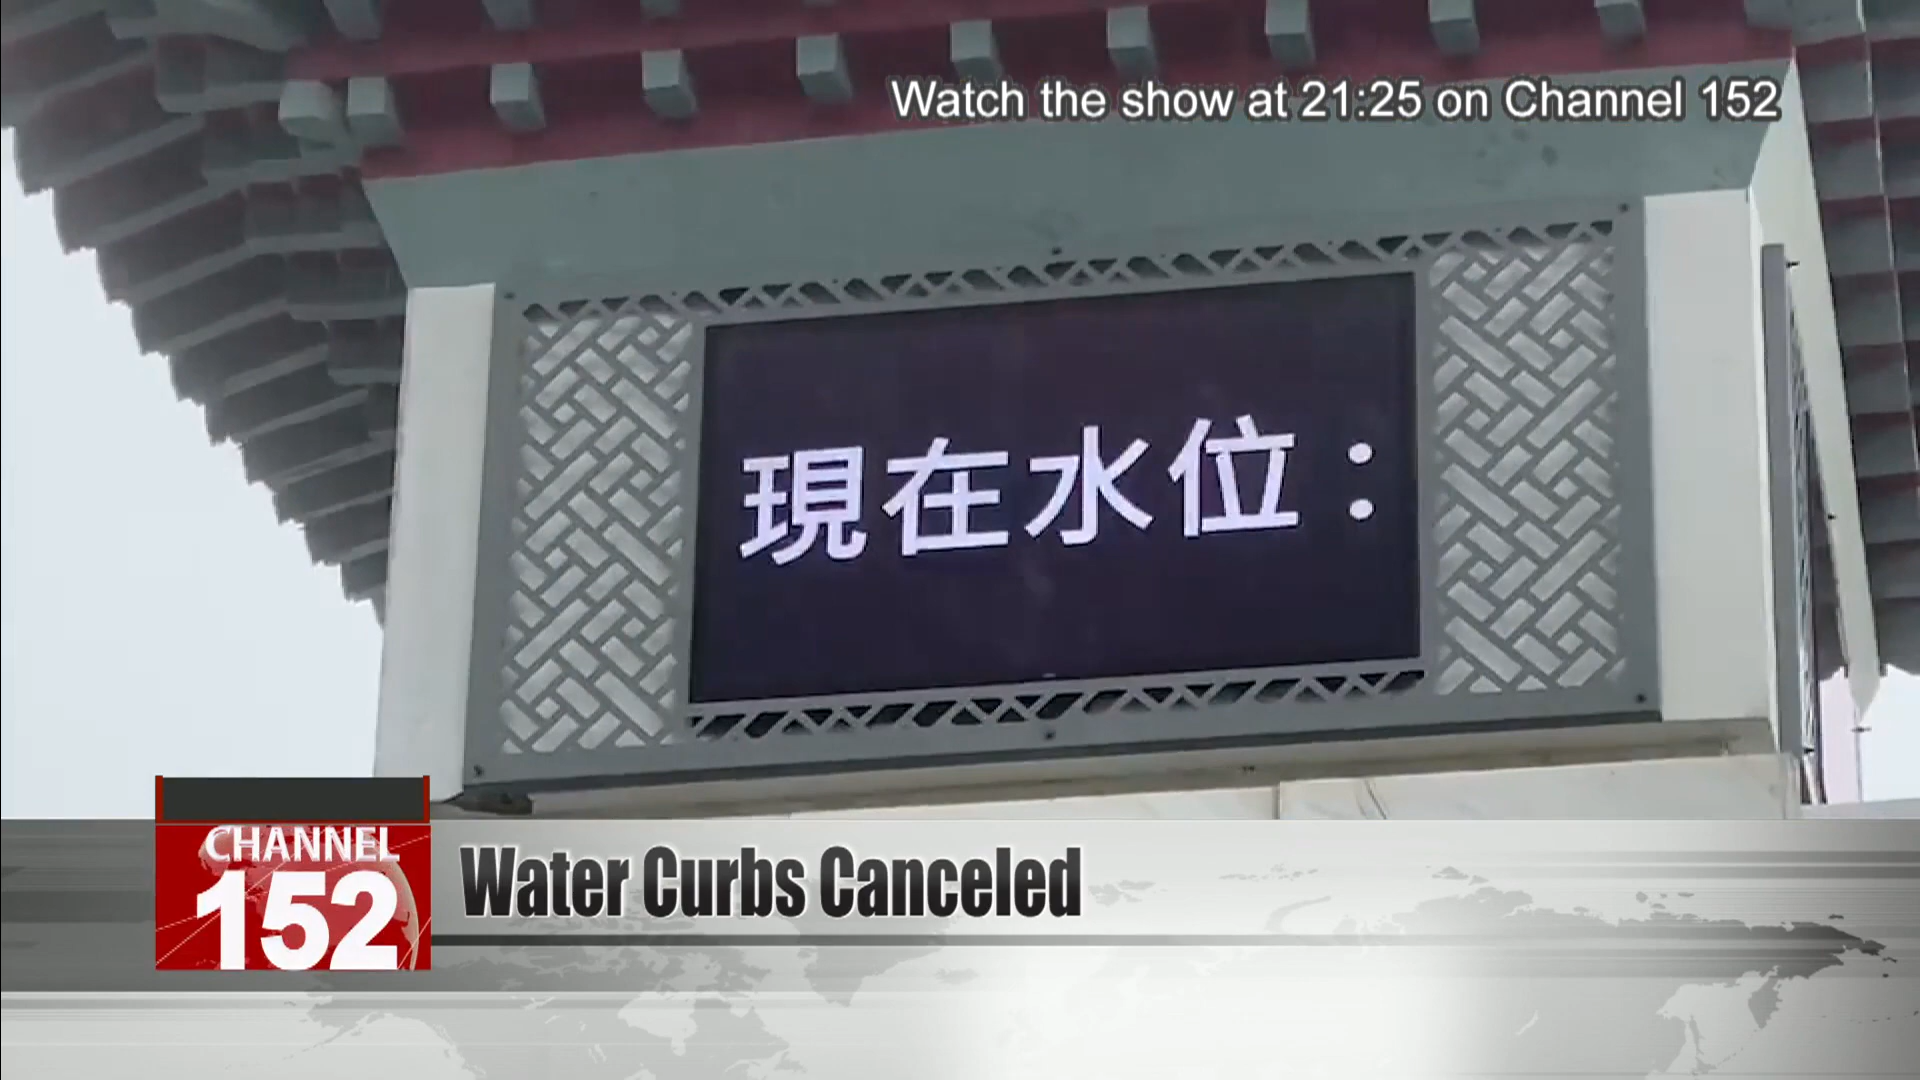 Watch the show at 21:25 on Channel 152
現在水位：
CHANNEL
152
Water Curbs Canceled